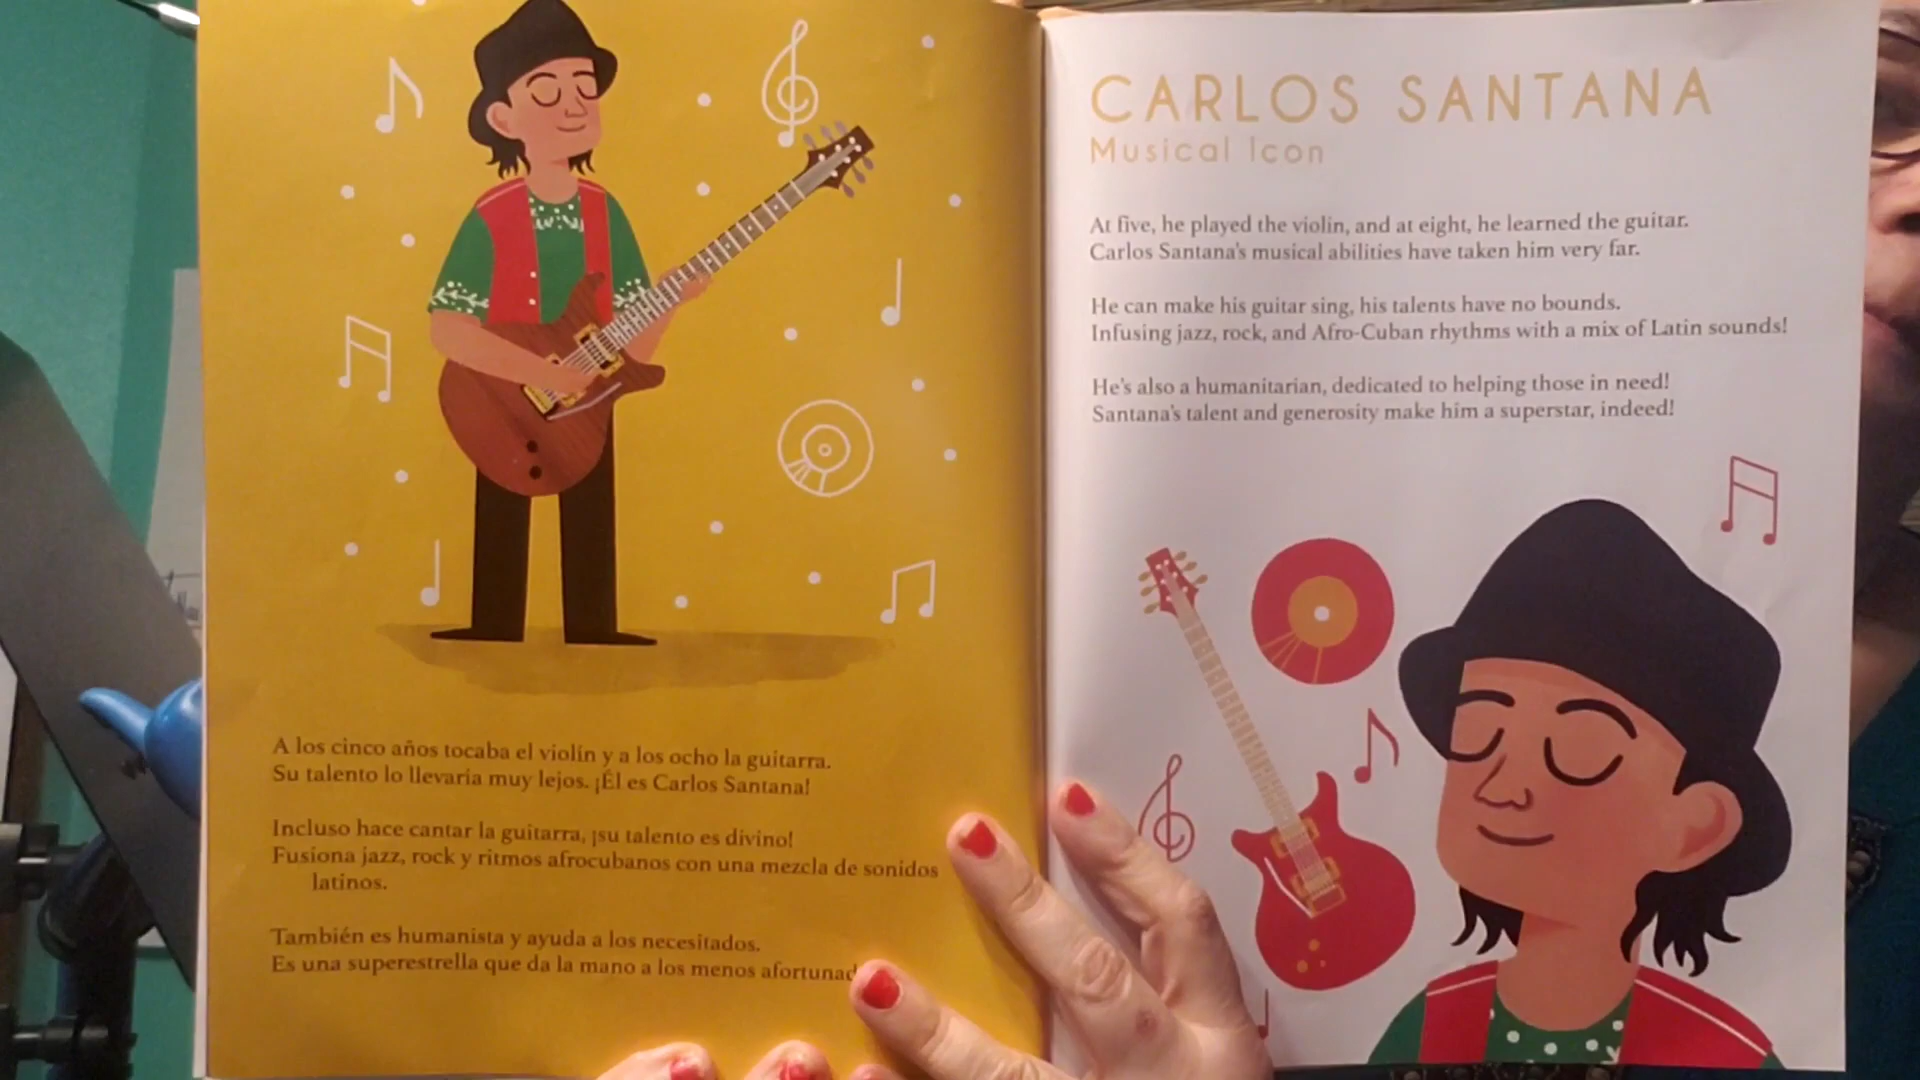 A los cinco años tocaba el violín y a los ocho la guitarra.
Su talento lo llevaría muy lejos. ¡Él es Carlos Santana!
Incluso hace cantar la guitarra, ¡su talento es divino!
Fusiona jazz, rock y ritmos afrocubanos con una mezcla de sonidos
latinos.
También es humanista y ayuda a los necesitados.
Es una superestrella que da la mano a los menos
CARLOS SANTANA
Musical Icon
At five, he played the violin, and at eight, he learned the guitar.
Carlos Santana's musical abilities have taken him very far.
He can make his guitar sing, his talents have no bounds.
Infusing jazz, rock, and Afro-Cuban rhythms with a mix of Latin sounds!
He's also a humanitarian, dedicated to helping those in need!
Santana's talent and generosity make him a superstar, indeed!